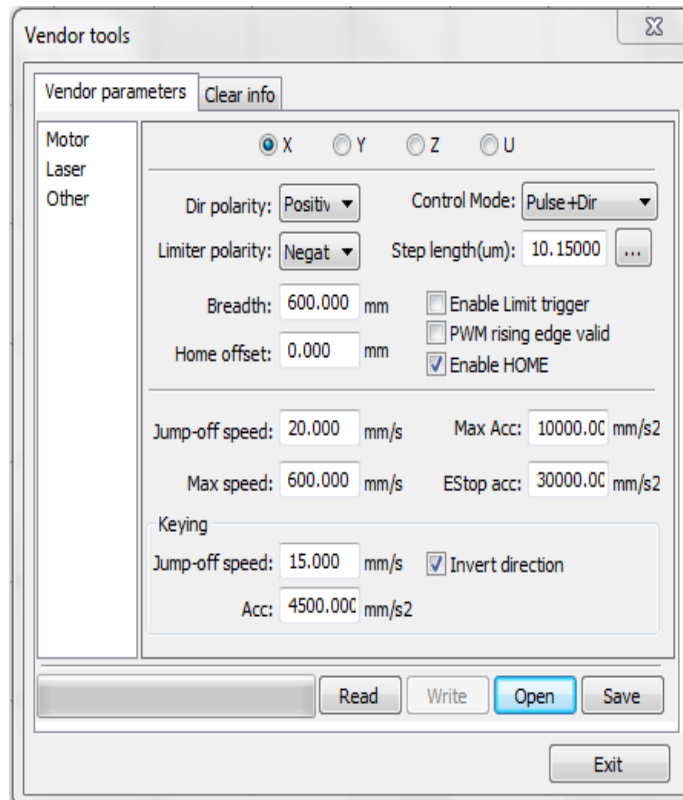 Vendor tools
Vendor parameters Clear info
Motor
Laser
Other
X Y Z U
Dir polarity: Positiv Control Mode: Pulse+Dir
Limiter polarity: Negat Step length(um): 10.15000 ...
Breadth: 600.000 mm Enable Limit trigger
PWM rising edge valid
Home offset: 0.000 mm Enable HOME
Jump-off speed: 20.000 mm/s Max Acc: 10000.00 mm/s2
Max speed: 600.000 mm/s EStop acc: 30000.00 mm/s2
Keying
Jump-off speed: 15.000 mm/s Invert direction
Acc: 4500.000 mm/s2
Read Write Open Save
Exit